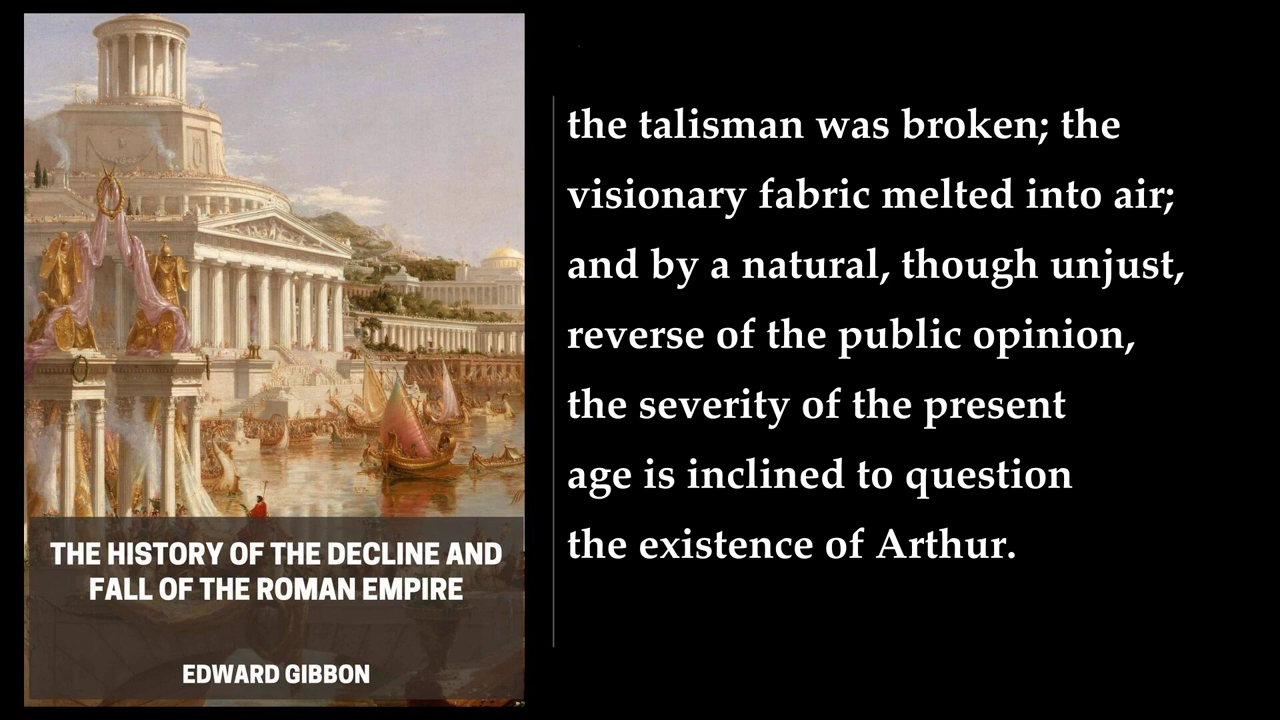 the talisman was broken; the
visionary fabric melted into air;
and by a natural, though unjust,
reverse of the public opinion,
the severity of the present
age is inclined to question
the existence of Arthur.
THE HISTORY OF THE DECLINE AND
FALL OF THE ROMAN EMPIRE
EDWARD GIBBON